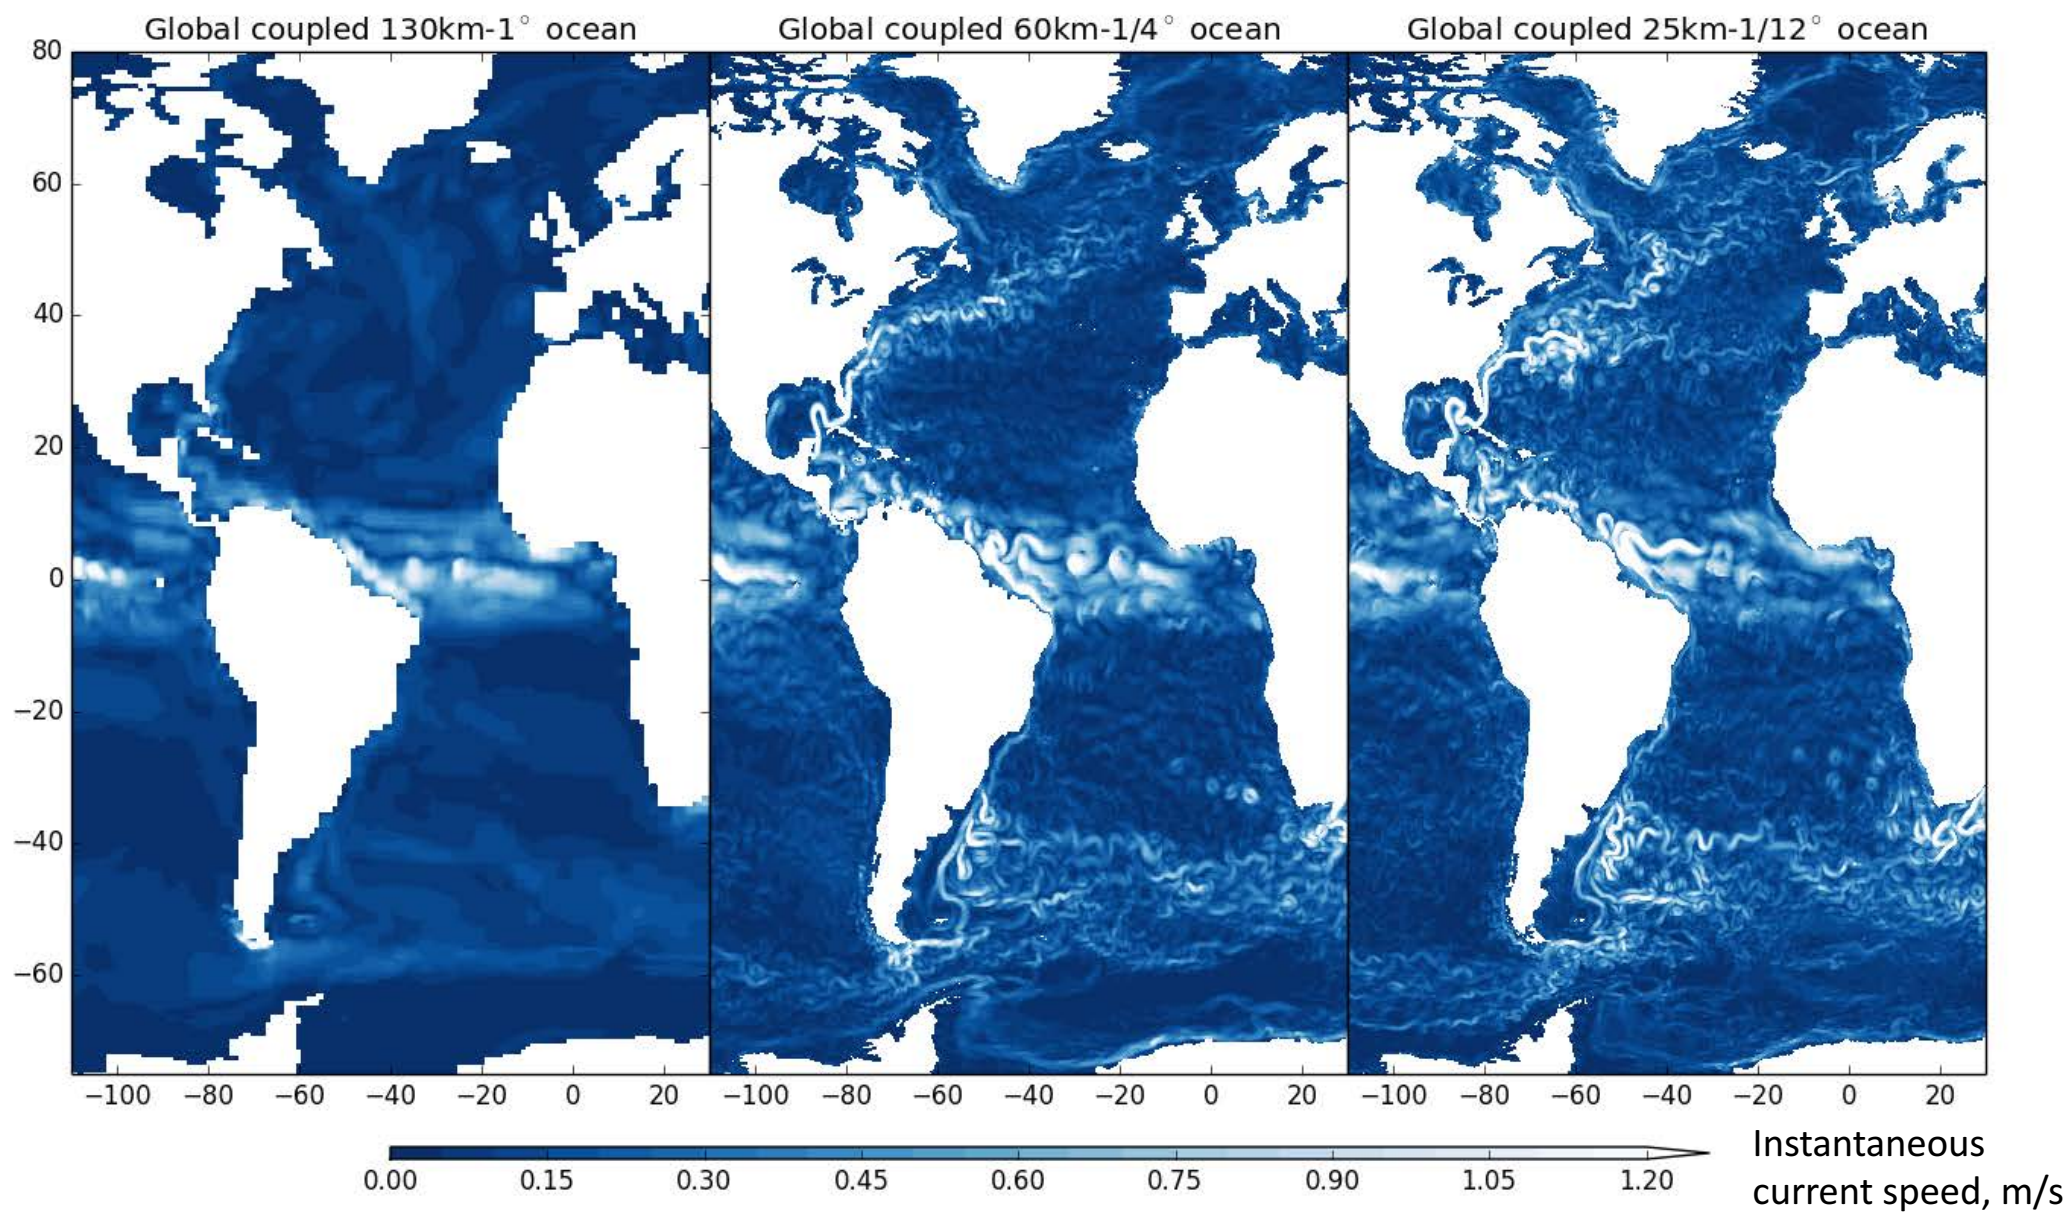 Global coupled 130km-1° ocean
Global coupled 60km-1/4° ocean
Global coupled 25km-1/12° ocean
80
60
40
20
0
−20
−40
−60
−100 −80 −60 −40 −20 0 20
−100 −80 −60 −40 −20 0 20
−100 −80 −60 −40 −20 0 20
0.00 0.15 0.30 0.45 0.60 0.75 0.90 1.05 1.20
Instantaneous
current speed, m/s